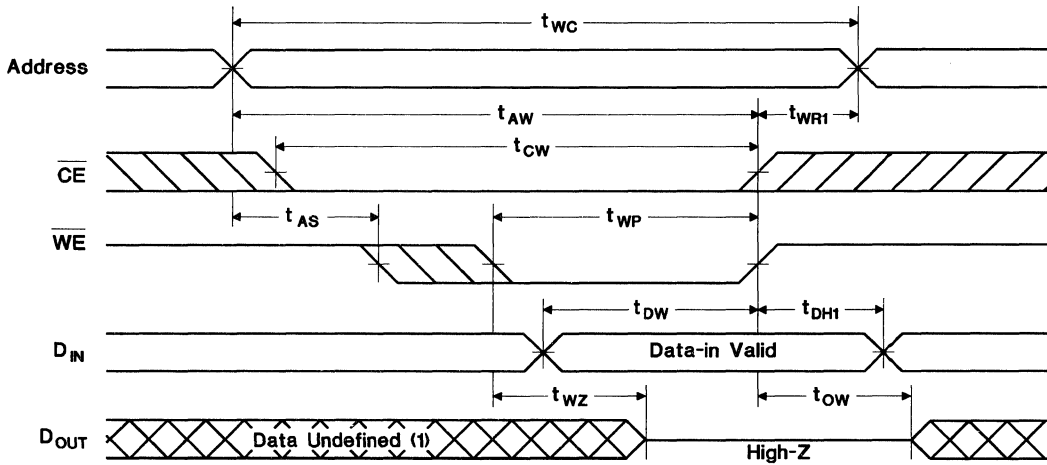 tWC
Address
tAW
tWR1
tCW
CE
tAS
tWP
WE
tDW
tDH1
DIN
Data-in Valid
tWZ
tOW
DOUT
Data Undefined (1)
High-Z